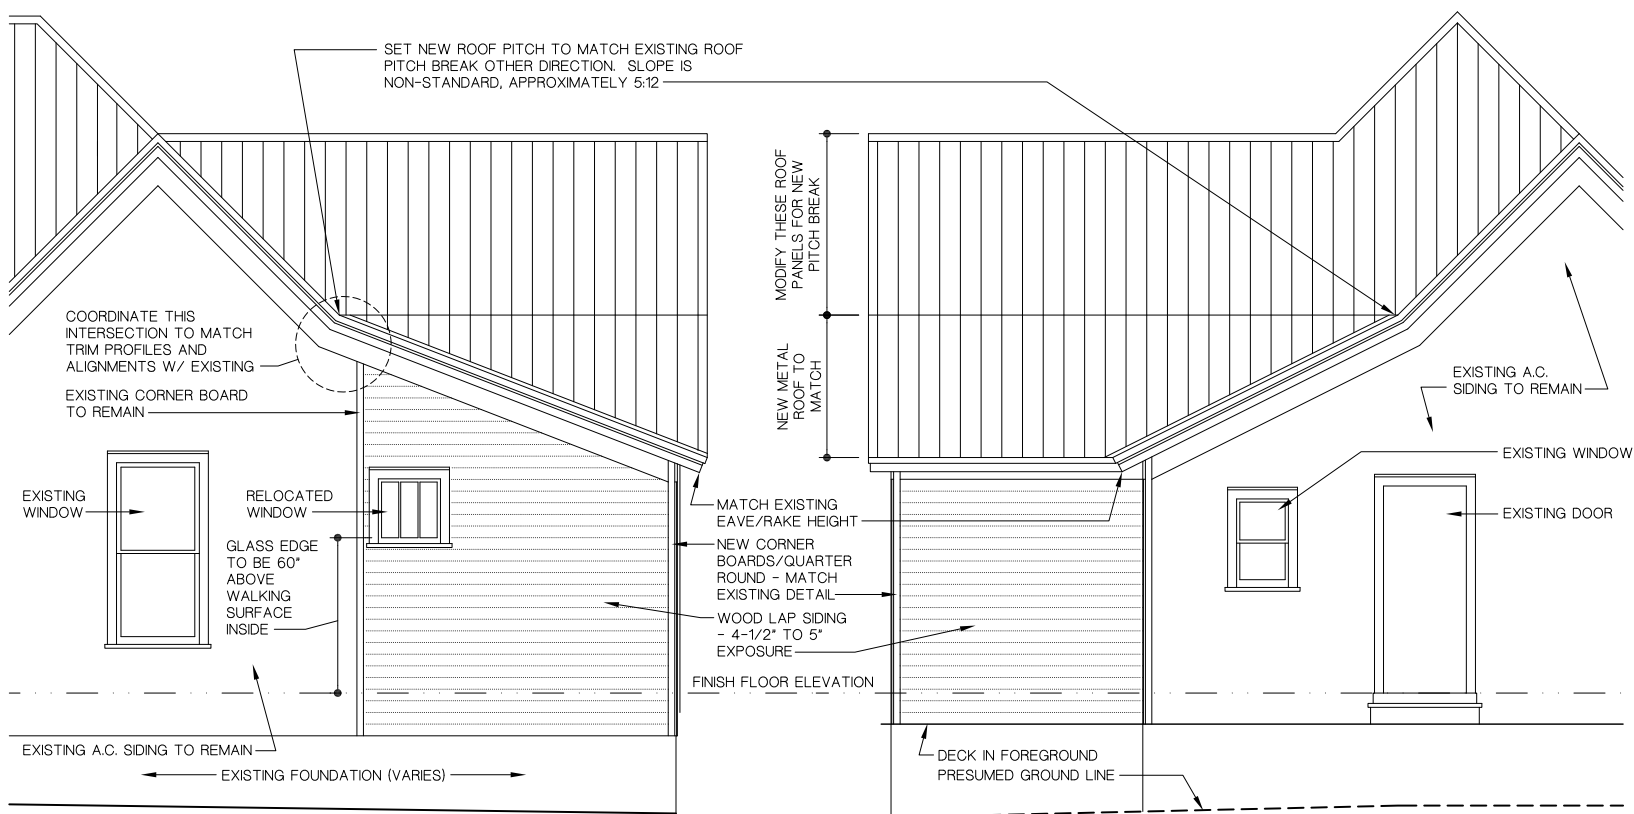 SET NEW ROOF PITCH TO MATCH EXISTING ROOF
PITCH BREAK OTHER DIRECTION. SLOPE IS
NON-STANDARD, APPROXIMATELY 5:12
MODIFY THESE ROOF
PANELS FOR NEW
PITCH BREAK
COORDINATE THIS
INTERSECTION TO MATCH
TRIM PROFILES AND
ALIGNMENTS W/ EXISTING
EXISTING CORNER BOARD
TO REMAIN
NEW METAL
ROOF TO
MATCH
EXISTING A.C.
SIDING TO REMAIN
EXISTING WINDOW
EXISTING
WINDOW
RELOCATED
WINDOW
MATCH EXISTING
EAVE/RAKE HEIGHT
EXISTING DOOR
GLASS EDGE
TO BE 60"
ABOVE
WALKING
SURFACE
INSIDE
NEW CORNER
BOARDS/QUARTER
ROUND - MATCH
EXISTING DETAIL
WOOD LAP SIDING
- 4-1/2" TO 5"
EXPOSURE
FINISH FLOOR ELEVATION
EXISTING A.C. SIDING TO REMAIN
EXISTING FOUNDATION (VARIES)
DECK IN FOREGROUND
PRESUMED GROUND LINE